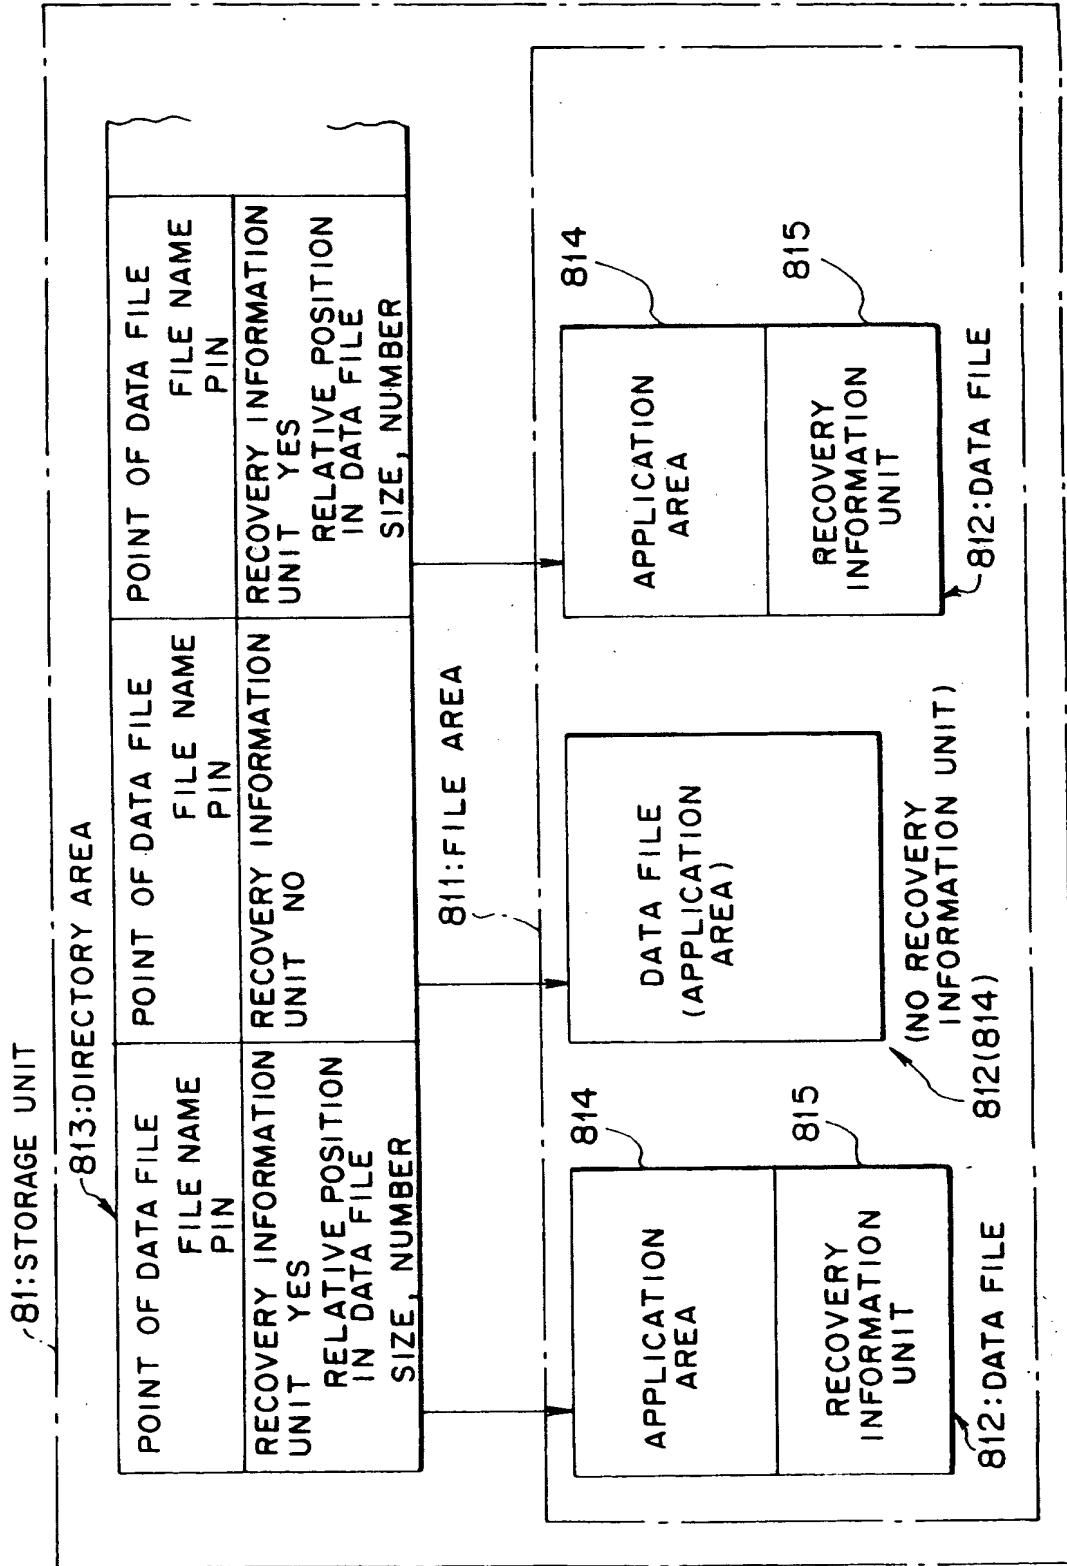 81:STORAGE UNIT
813:DIRECTORY AREA
POINT OF DATA FILE
FILE NAME
PIN
RECOVERY INFORMATION
UNIT YES
RELATIVE POSITION
IN DATA FILE
SIZE, NUMBER
POINT OF DATA FILE
FILE NAME
PIN
RECOVERY INFORMATION
UNIT NO
POINT OF DATA FILE
FILE NAME
PIN
RECOVERY INFORMATION
UNIT YES
RELATIVE POSITION
IN DATA FILE
SIZE, NUMBER
811:FILE AREA
814
APPLICATION
AREA
815
RECOVERY
INFORMATION
UNIT
812:DATA FILE
DATA FILE
(APPLICATION
AREA)
(NO RECOVERY
INFORMATION UNIT)
812(814)
814
APPLICATION
AREA
815
RECOVERY
INFORMATION
UNIT
812:DATA FILE